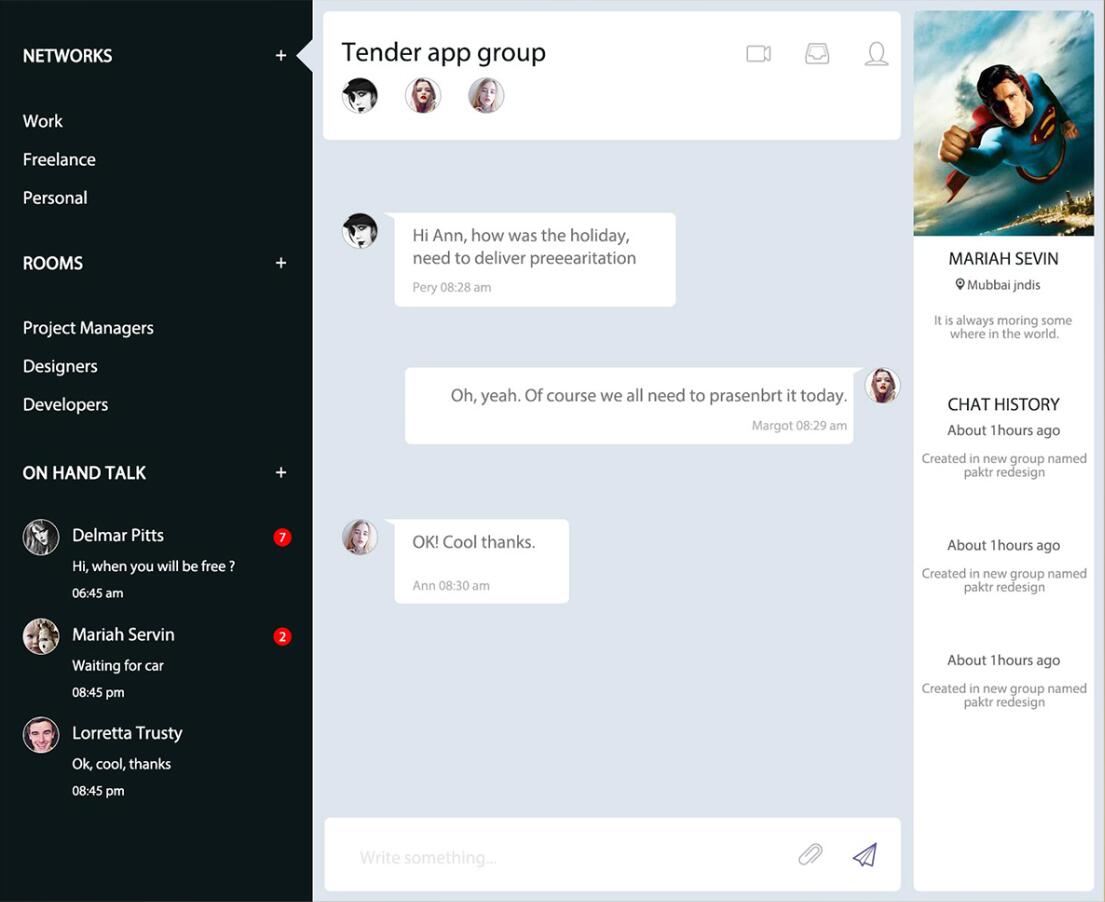 NETWORKS +
Work
Freelance
Personal
ROOMS +
Project Managers
Designers
Developers
ON HAND TALK +
Delmar Pitts 7
Hi, when you will be free ?
06:45 am
Mariah Servin 2
Waiting for car
08:45 pm
Lorretta Trusty
Ok, cool, thanks
08:45 pm
Tender app group
Hi Ann, how was the holiday,
need to deliver preeearitation
Pery 08:28 am
Oh, yeah. Of course we all need to prasenbrt it today.
Margot 08:29 am
OK! Cool thanks.
Ann 08:30 am
Write something...
MARIAH SEVIN
Mubbai jndis
It is always moring some
where in the world.
CHAT HISTORY
About 1hours ago
Created in new group named
paktr redesign
About 1hours ago
Created in new group named
paktr redesign
About 1hours ago
Created in new group named
paktr redesign